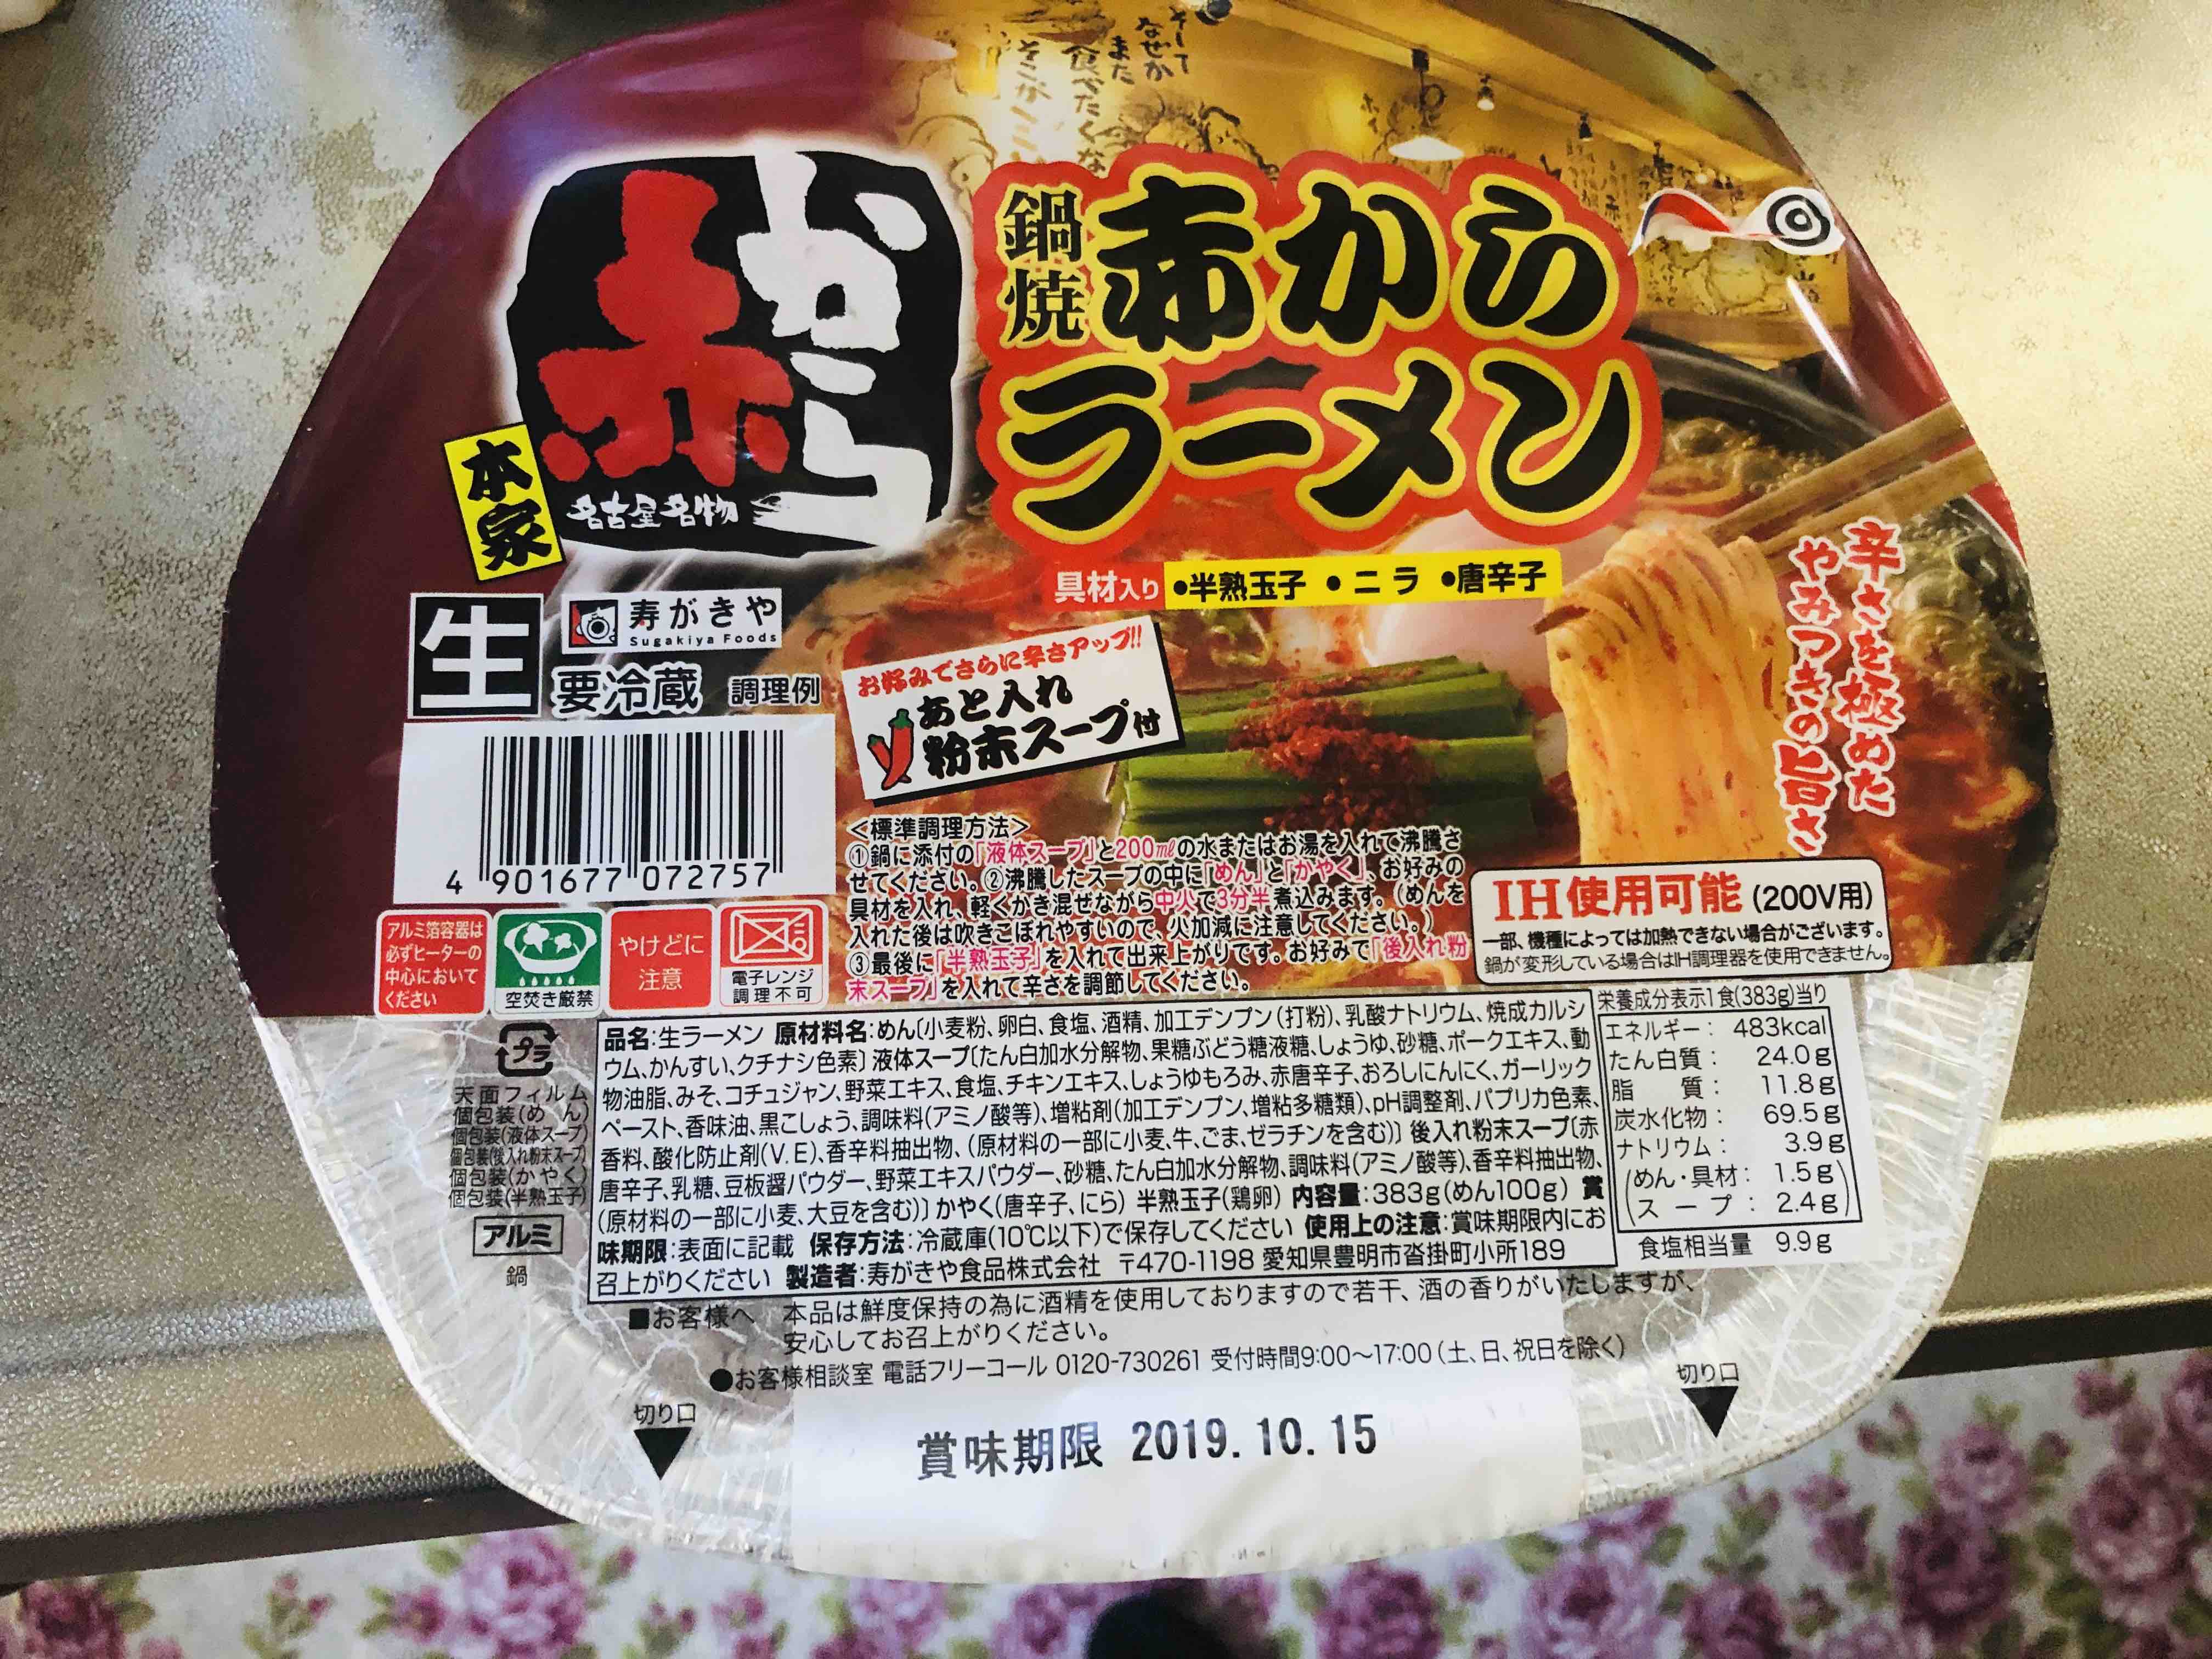 そして
なぜか
また
食べたくな
赤から
名古屋名物
本家
鍋焼
赤から
ラーメン
具材入り ●半熟玉子 ●ニラ ●唐辛子
辛さを極めた
やみつきの旨さ
生
寿がきや
Sugakiya Foods
要冷蔵 調理例
お好みでさらに辛さアップ!!
あと入れ
粉末スープ付
4 901677 072757
＜標準調理方法＞
①鍋に添付の「液体スープ」と200mlの水またはお湯を入れて沸騰さ
せてください。②沸騰したスープの中に「めん」と「かやく」、お好みの
具材を入れ、軽くかき混ぜながら中火で3分半煮込みます。（めんを
入れた後は吹きこぼれやすいので、火加減に注意してください。）
③最後に「半熟玉子」を入れて出来上がりです。お好みで「後入れ粉
末スープ」を入れて辛さを調節してください。
IH使用可能(200V用)
一部、機種によっては加熱できない場合がございます。
鍋が変形している場合はIH調理器を使用できません。
アルミ箔容器は
必ずヒーターの
中心において
ください
空焚き厳禁
やけどに
注意
電子レンジ
調理不可
プラ
天面フィルム
個包装(めん)
個包装(液体スープ)
個包装(後入れ粉末スープ)
個包装(かやく)
個包装(半熟玉子)
アルミ
鍋
品名:生ラーメン 原材料名:めん〔小麦粉、卵白、食塩、酒精、加工デンプン(打粉)、乳酸ナトリウム、焼成カルシ
ウム、かんすい、クチナシ色素〕液体スープ〔たん白加水分解物、果糖ぶどう糖液糖、しょうゆ、砂糖、ポークエキス、動
物油脂、みそ、コチュジャン、野菜エキス、食塩、チキンエキス、しょうゆもろみ、赤唐辛子、おろしにんにく、ガーリック
ペースト、香味油、黒こしょう、調味料(アミノ酸等)、増粘剤(加工デンプン、増粘多糖類)、pH調整剤、パプリカ色素、
香料、酸化防止剤(V.E)、香辛料抽出物、(原材料の一部に小麦、牛、ごま、ゼラチンを含む)〕後入れ粉末スープ〔赤
唐辛子、乳糖、豆板醤パウダー、野菜エキスパウダー、砂糖、たん白加水分解物、調味料(アミノ酸等)、香辛料抽出物、
(原材料の一部に小麦、大豆を含む)〕かやく(唐辛子、にら) 半熟玉子(鶏卵) 内容量:383g(めん100g) 賞
味期限:表面に記載 保存方法:冷蔵庫(10℃以下)で保存してください 使用上の注意:賞味期限内にお
召上がりください 製造者:寿がきや食品株式会社 〒470-1198 愛知県豊明市沓掛町小所189
栄養成分表示1食(383g)当り
エネルギー: 483kcal
たん白質: 24.0g
脂質: 11.8g
炭水化物: 69.5g
ナトリウム: 3.9g
(めん・具材: 1.5g
スープ: 2.4g)
食塩相当量 9.9g
■お客様へ 本品は鮮度保持の為に酒精を使用しておりますので若干、酒の香りがいたしますが、
安心してお召上がりください。
●お客様相談室 電話フリーコール 0120-730261 受付時間9:00～17:00(土、日、祝日を除く)
切り口
切り口
賞味期限 2019.10.15